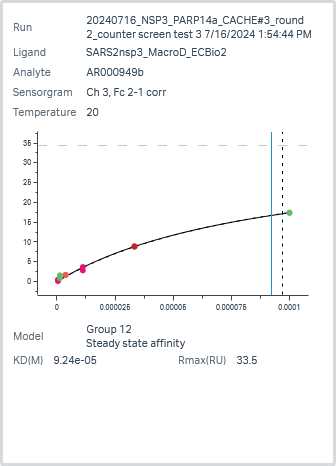 Run 20240716_NSP3_PARP14a_CACHE#3_round
2_counter screen test 3 7/16/2024 1:54:44 PM
Ligand SARS2nsp3_MacroD_ECBio2
Analyte AR000949b
Sensorgram Ch 3, Fc 2-1 corr
Temperature 20
35
30
25
20
15
10
5
0
0 0.000025 0.00005 0.000075 0.0001
Model Group 12
Steady state affinity
KD(M) 9.24e-05 Rmax(RU) 33.5